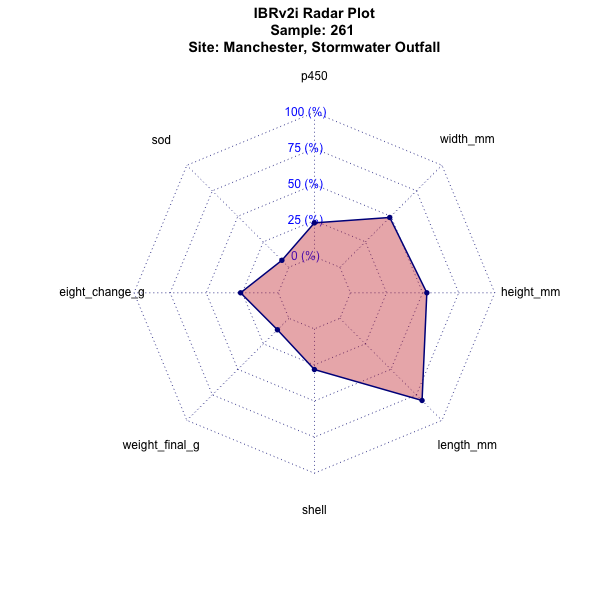 IBRv2i Radar Plot
Sample: 261
Site: Manchester, Stormwater Outfall
p450
100 (%)
sod
width_mm
75 (%)
50 (%)
25 (%)
0 (%)
eight_change_g
height_mm
weight_final_g
length_mm
shell